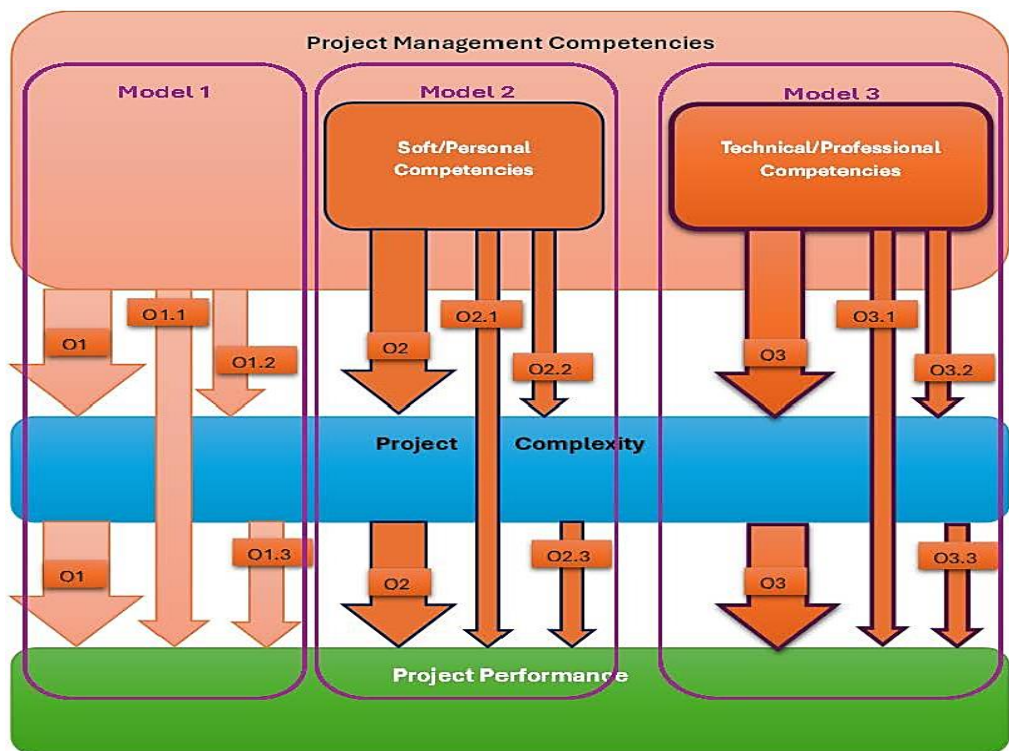 Project Management Competencies
Model 1
Model 2
Model 3
Soft/Personal
Competencies
Technical/Professional
Competencies
O1
O1.1
O1.2
O2
O2.1
O2.2
O3
O3.1
O3.2
Project Complexity
O1
O1.3
O2
O2.3
O3
O3.3
Project Performance